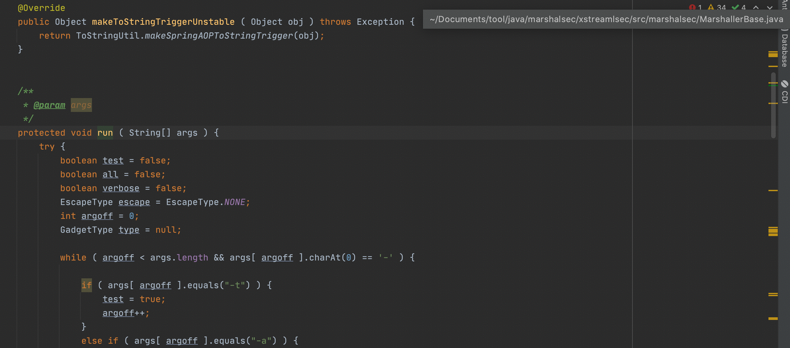 @Override
public Object makeToStringTriggerUnstable ( Object obj ) throws Exception {
1 34 4
~/Documents/tool/java/marshalsec/xstreamlsec/src/marshalsec/MarshallerBase.java
return ToStringUtil.makeSpringAOPToStringTrigger(obj);
}
/**
* @param args
*/
protected void run ( String[] args ) {
try {
boolean test = false;
boolean all = false;
boolean verbose = false;
EscapeType escape = EscapeType.NONE;
int argoff = 0;
GadgetType type = null;
while ( argoff < args.length && args[ argoff ].charAt(0) == '-' ) {
if ( args[ argoff ].equals("-t") ) {
test = true;
argoff++;
}
else if ( args[ argoff ].equals("-a") ) {
Ant
Database
CDI